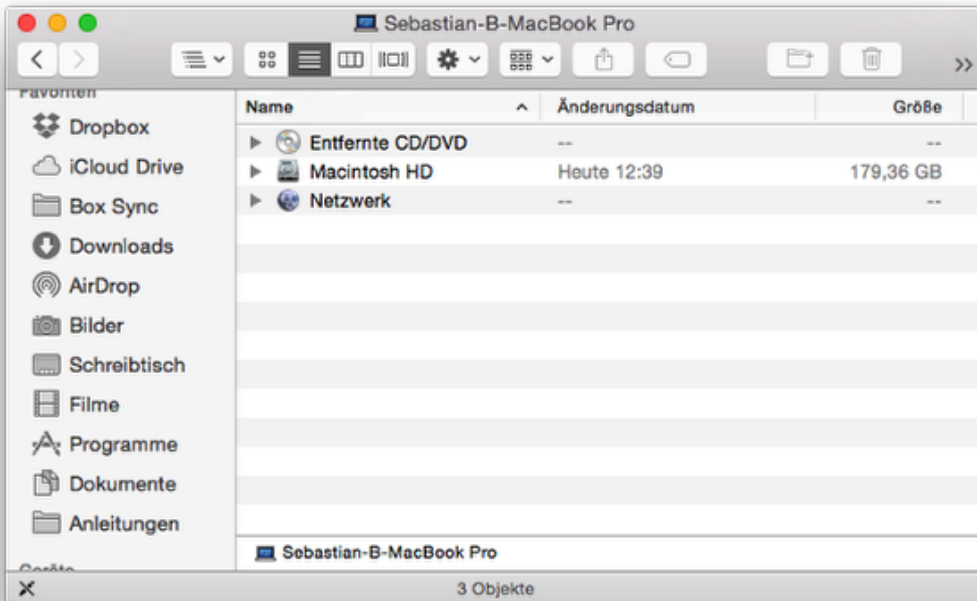 Sebastian-B-MacBook Pro
Favoriten
Dropbox
iCloud Drive
Box Sync
Downloads
AirDrop
Bilder
Schreibtisch
Filme
Programme
Dokumente
Anleitungen
Geräte
Name Änderungsdatum Größe
Entfernte CD/DVD -- --
Macintosh HD Heute 12:39 179,36 GB
Netzwerk -- --
Sebastian-B-MacBook Pro
3 Objekte